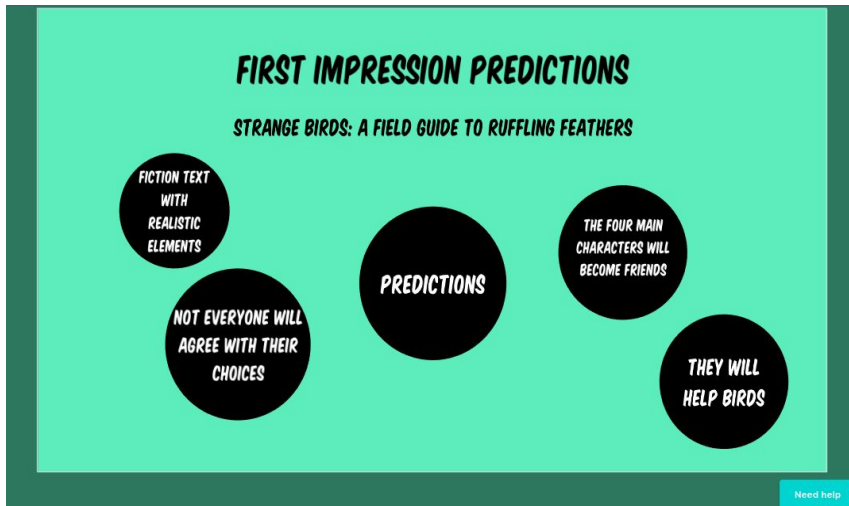 FIRST IMPRESSION PREDICTIONS
STRANGE BIRDS: A FIELD GUIDE TO RUFFLING FEATHERS
FICTION TEXT
WITH
REALISTIC
ELEMENTS
NOT EVERYONE WILL
AGREE WITH THEIR
CHOICES
PREDICTIONS
THE FOUR MAIN
CHARACTERS WILL
BECOME FRIENDS
THEY WILL
HELP BIRDS
Need help